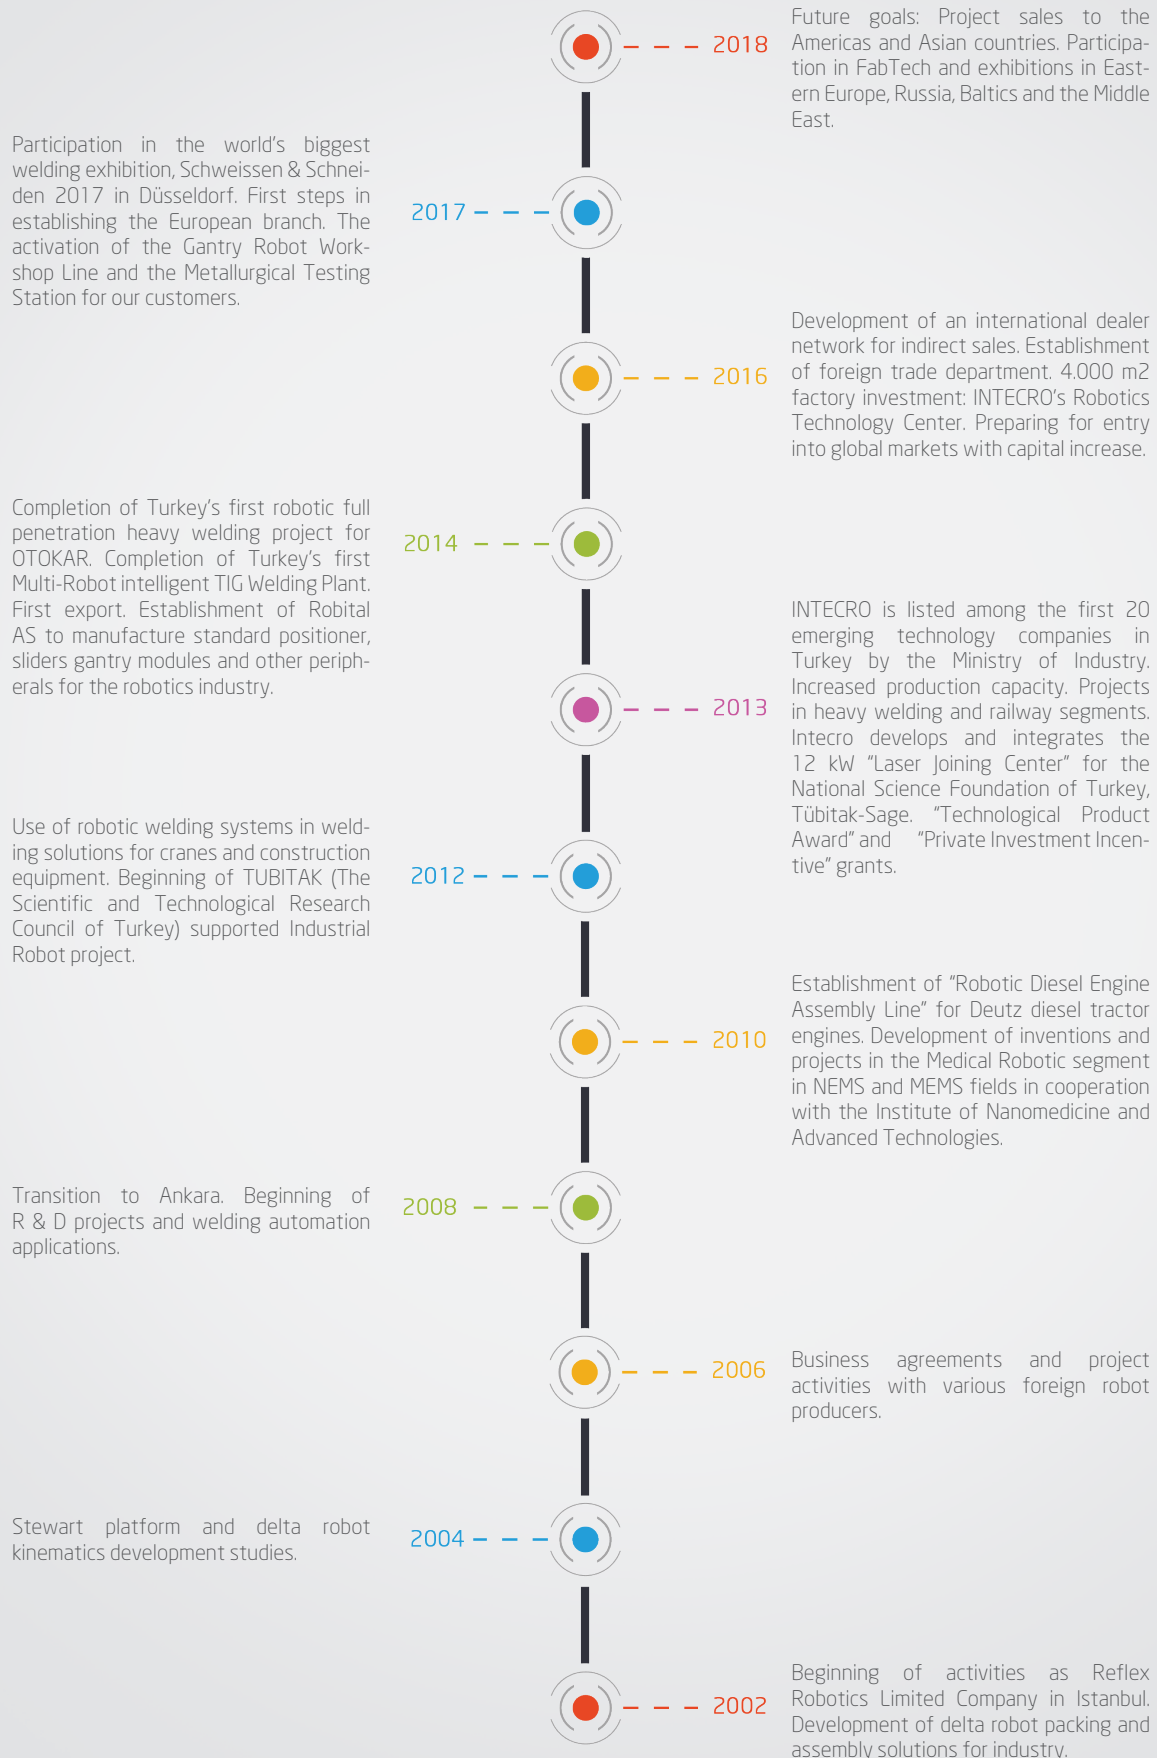 2018
Future goals: Project sales to the
Americas and Asian countries. Participa-
tion in FabTech and exhibitions in East-
ern Europe, Russia, Baltics and the Middle
East.
Participation in the world's biggest
welding exhibition, Schweissen & Schnei-
den 2017 in Düsseldorf. First steps in
establishing the European branch. The
activation of the Gantry Robot Work-
shop Line and the Metallurgical Testing
Station for our customers.
2017
2016
Development of an international dealer
network for indirect sales. Establishment
of foreign trade department. 4.000 m2
factory investment: INTECRO's Robotics
Technology Center. Preparing for entry
into global markets with capital increase.
Completion of Turkey's first robotic full
penetration heavy welding project for
OTOKAR. Completion of Turkey's first
Multi-Robot intelligent TIG Welding Plant.
First export. Establishment of Robital
AS to manufacture standard positioner,
sliders gantry modules and other periph-
erals for the robotics industry.
2014
2013
INTECRO is listed among the first 20
emerging technology companies in
Turkey by the Ministry of Industry.
Increased production capacity. Projects
in heavy welding and railway segments.
Intecro develops and integrates the
12 kW "Laser Joining Center" for the
National Science Foundation of Turkey,
Tübitak-Sage. "Technological Product
Award" and "Private Investment Incen-
tive" grants.
Use of robotic welding systems in weld-
ing solutions for cranes and construction
equipment. Beginning of TUBITAK (The
Scientific and Technological Research
Council of Turkey) supported Industrial
Robot project.
2012
2010
Establishment of "Robotic Diesel Engine
Assembly Line" for Deutz diesel tractor
engines. Development of inventions and
projects in the Medical Robotic segment
in NEMS and MEMS fields in cooperation
with the Institute of Nanomedicine and
Advanced Technologies.
Transition to Ankara. Beginning of
R & D projects and welding automation
applications.
2008
2006
Business agreements and project
activities with various foreign robot
producers.
Stewart platform and delta robot
kinematics development studies.
2004
2002
Beginning of activities as Reflex
Robotics Limited Company in Istanbul.
Development of delta robot packing and
assembly solutions for industry.